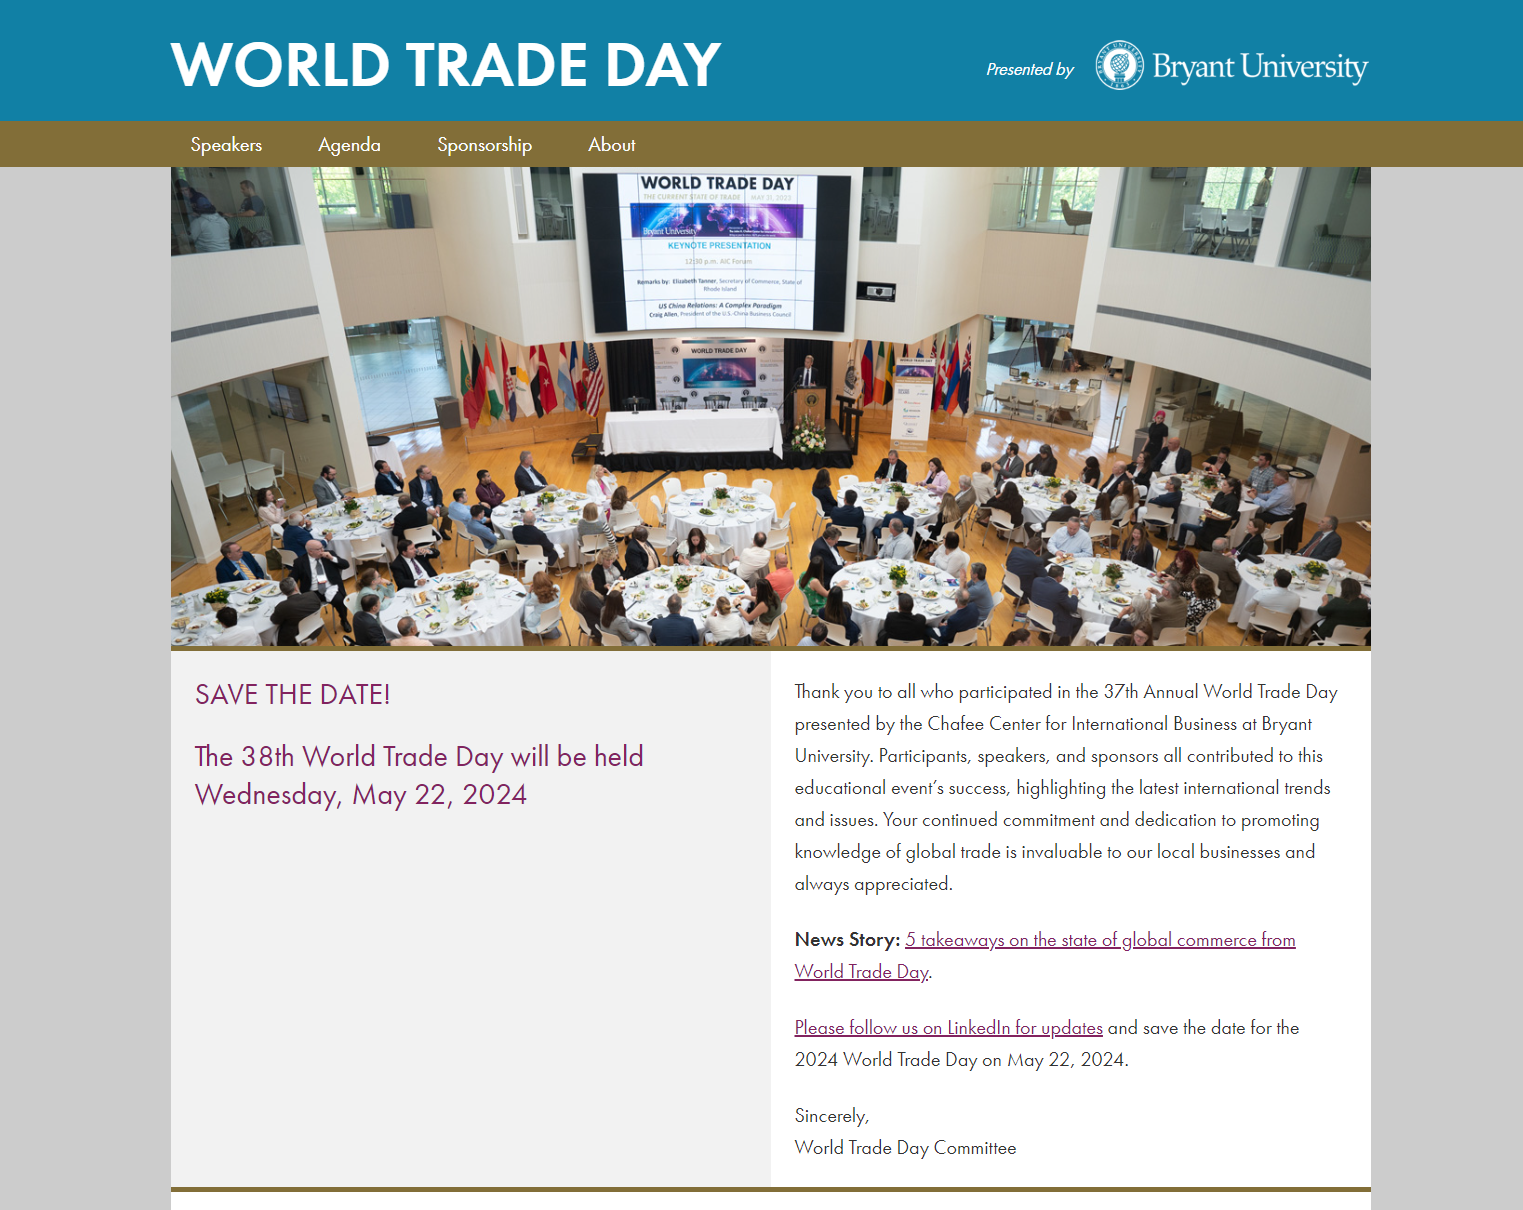 WORLD TRADE DAY
Presented by
Bryant University
Speakers
Agenda
Sponsorship
About
WORLD TRADE DAY
THE CURRENT STATE OF TRADE
MAY 31, 2023
Bryant University
KEYNOTE PRESENTATION
12:30 p.m. AIC Forum
Remarks by: Elizabeth Tanner, Secretary of Commerce, State of
Rhode Island
US China Relations: A Complex Paradigm
Craig Allen, President of the U.S.-China Business Council
WORLD TRADE DAY
WORLD TRADE DAY
SAVE THE DATE!
The 38th World Trade Day will be held
Wednesday, May 22, 2024
Thank you to all who participated in the 37th Annual World Trade Day
presented by the Chafee Center for International Business at Bryant
University. Participants, speakers, and sponsors all contributed to this
educational event’s success, highlighting the latest international trends
and issues. Your continued commitment and dedication to promoting
knowledge of global trade is invaluable to our local businesses and
always appreciated.
News Story: 5 takeaways on the state of global commerce from
World Trade Day.
Please follow us on LinkedIn for updates and save the date for the
2024 World Trade Day on May 22, 2024.
Sincerely,
World Trade Day Committee